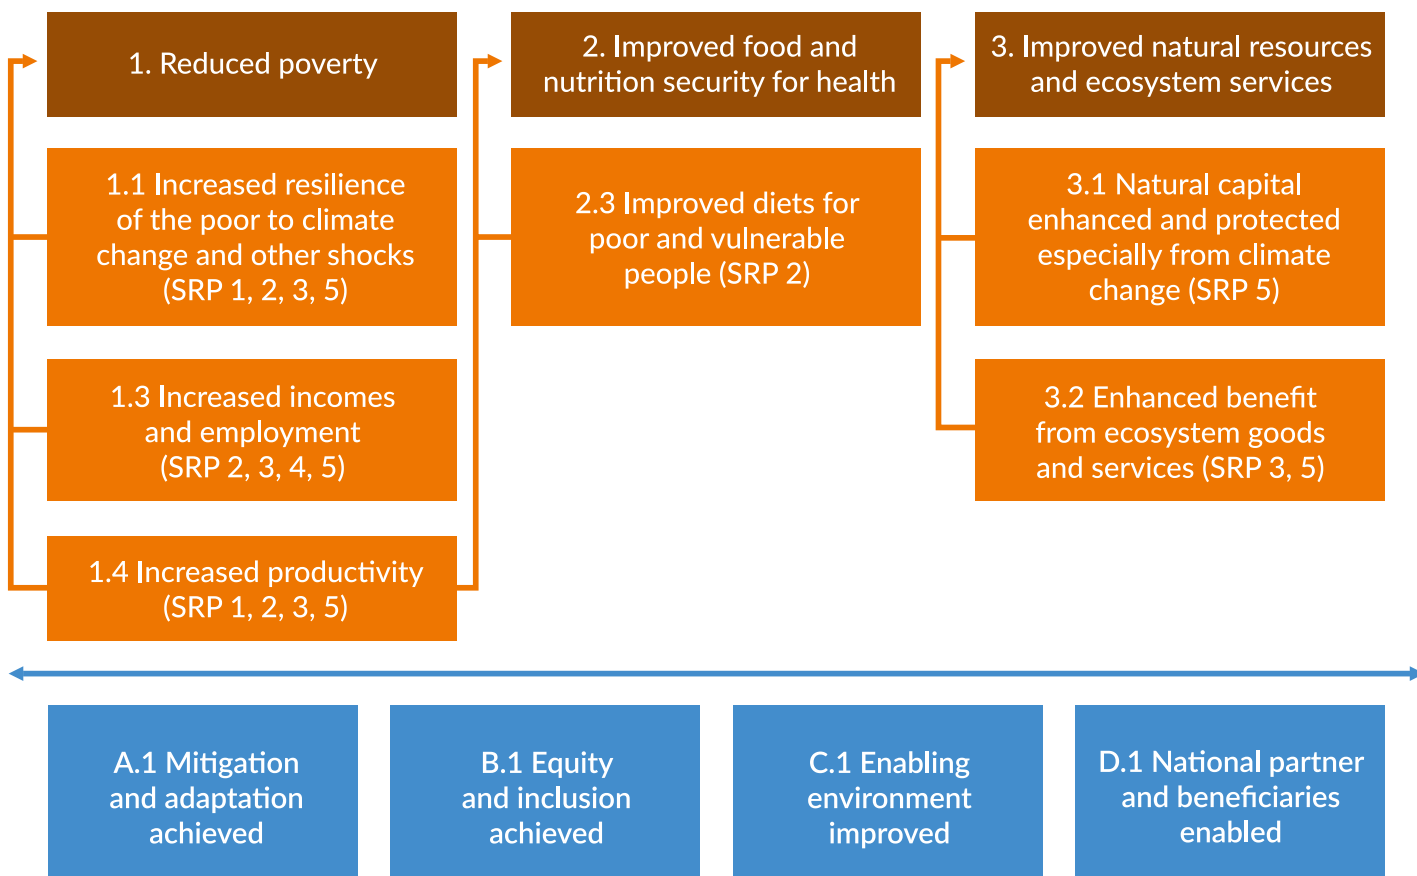 1. Reduced poverty
2. Improved food and
nutrition security for health
3. Improved natural resources
and ecosystem services
1.1 Increased resilience
of the poor to climate
change and other shocks
(SRP 1, 2, 3, 5)
2.3 Improved diets for
poor and vulnerable
people (SRP 2)
3.1 Natural capital
enhanced and protected
especially from climate
change (SRP 5)
1.3 Increased incomes
and employment
(SRP 2, 3, 4, 5)
3.2 Enhanced benefit
from ecosystem goods
and services (SRP 3, 5)
1.4 Increased productivity
(SRP 1, 2, 3, 5)
A.1 Mitigation
and adaptation
achieved
B.1 Equity
and inclusion
achieved
C.1 Enabling
environment
improved
D.1 National partner
and beneficiaries
enabled